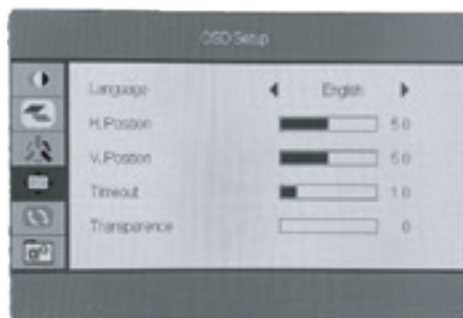 OSD Setup
Language English
H.Position 50
V.Position 50
Timeout 10
Transparence 0